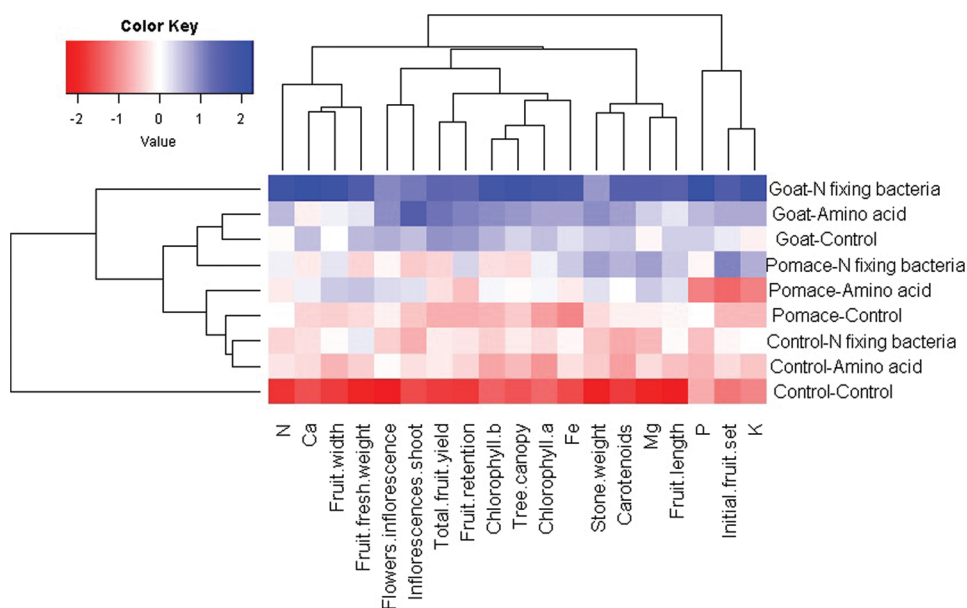 Color Key
-2 -1 0 1 2
Value
Goat-N fixing bacteria
Goat-Amino acid
Goat-Control
Pomace-N fixing bacteria
Pomace-Amino acid
Pomace-Control
Control-N fixing bacteria
Control-Amino acid
Control-Control
N
Ca
Fruit.width
Fruit.fresh.weight
Flowers.inflorescence
Inflorescences.shoot
Total.fruit.yield
Fruit.retention
Chlorophyll.b
Tree.canopy
Chlorophyll.a
Fe
Stone.weight
Carotenoids
Mg
Fruit.length
P
Initial.fruit.set
K